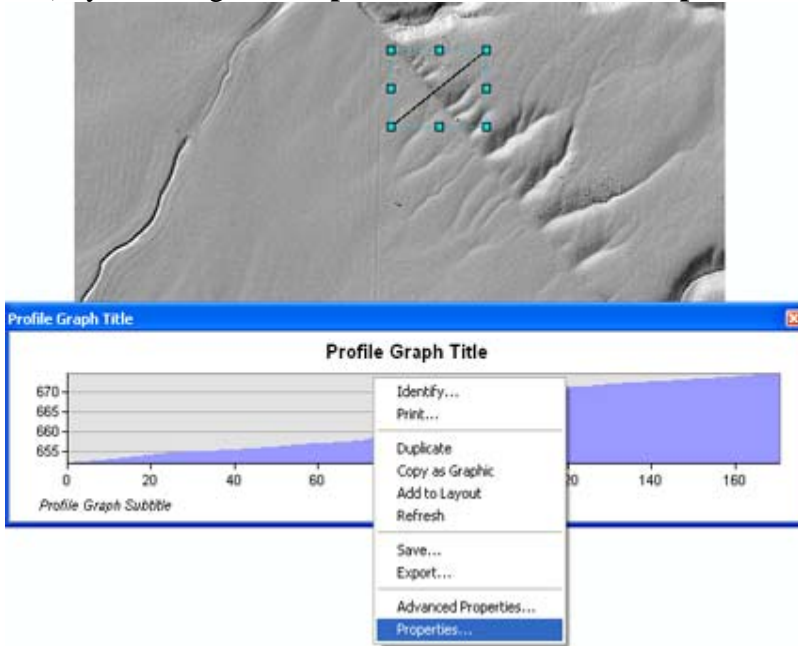 Profile Graph Title
Profile Graph Title
670
665
660
655
0 20 40 60 20 140 160
Profile Graph Subtitle
Identify...
Print...
Duplicate
Copy as Graphic
Add to Layout
Refresh
Save...
Export...
Advanced Properties...
Properties...